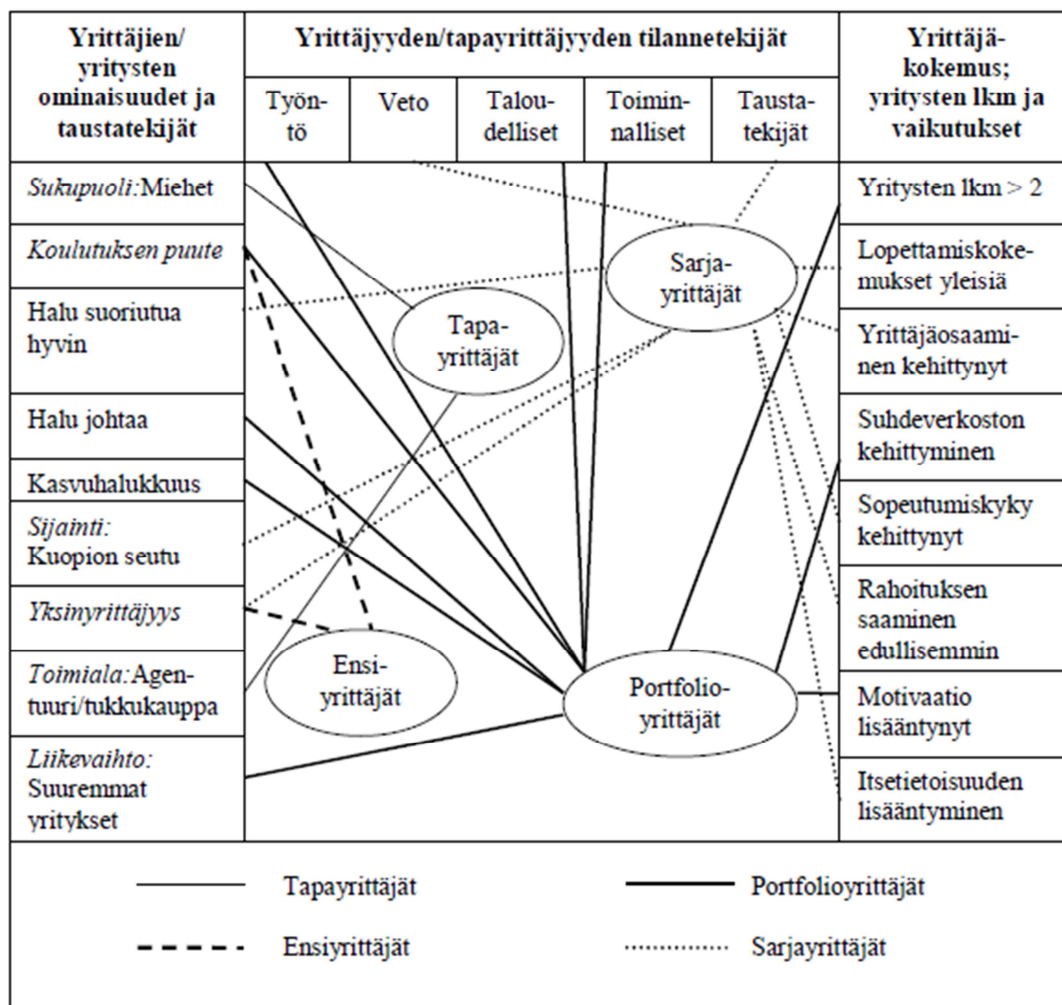 Yrittäjien/
yritysten
ominaisuudet ja
taustatekijät
Yrittäjyyden/tapayrittäjyyden tilannetekijät
Työn-
tö
Veto
Talou-
delliset
Toimin-
nalliset
Tausta-
tekijät
Yrittäjä-
kokemus;
yritysten lkm ja
vaikutukset
Sukupuoli:Miehet
Koulutuksen puute
Halu suoriutua
hyvin
Halu johtaa
Kasvuhalukkuus
Sijainti:
Kuopion seutu
Yksinyrittäjyys
Toimiala:Agen-
tuuri/tukkukauppa
Liikevaihto:
Suuremmat
yritykset
Sarja-
yrittäjät
Tapa-
yrittäjät
Ensi-
yrittäjät
Portfolio-
yrittäjät
Yritysten lkm > 2
Lopettamiskoke-
mukset yleisiä
Yrittäjäosaami-
nen kehittynyt
Suhdeverkoston
kehittyminen
Sopeutumiskyky
kehittynyt
Rahoituksen
saaminen
edullisemmin
Motivaatio
lisääntynyt
Itsetietoisuuden
lisääntyminen
Tapayrittäjät
Portfolioyrittäjät
Ensiyrittäjät
Sarjayrittäjät